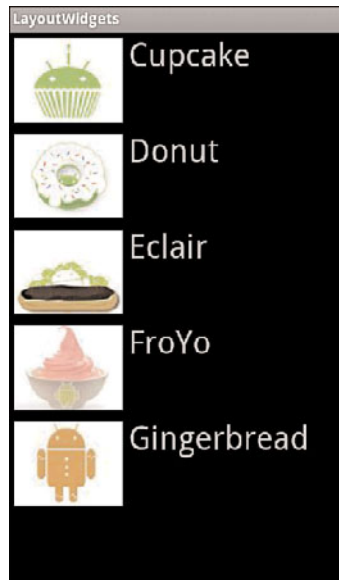 LayoutWidgets
Cupcake
Donut
Eclair
FroYo
Gingerbread